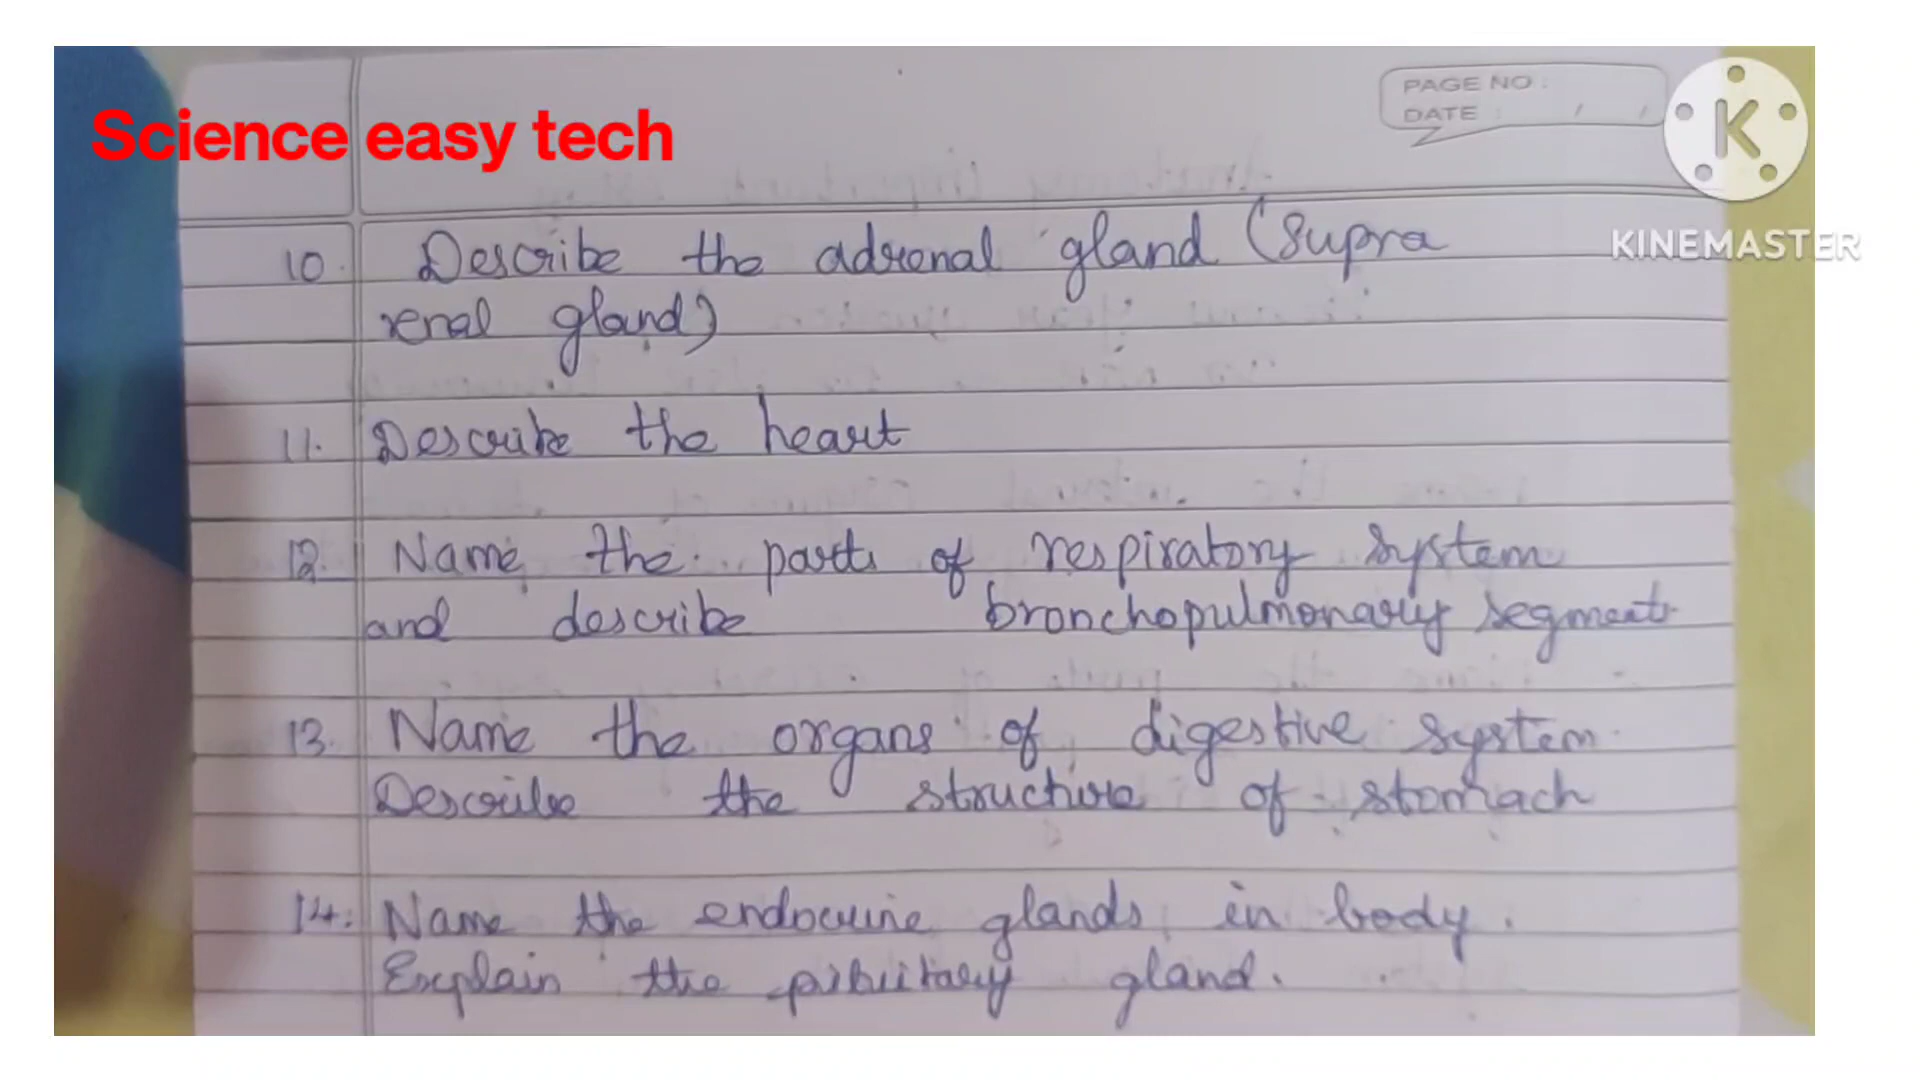 PAGE NO :
DATE : / /
Science easy tech
K
KINEMASTER
10. Describe the adrenal gland (Supra
renal gland)
11. Describe the heart
12. Name the parts of respiratory system
and describe bronchopulmonary segments
13. Name the organs of digestive system.
Describe the structure of stomach
14. Name the endocrine glands in body.
Explain the pituitary gland.